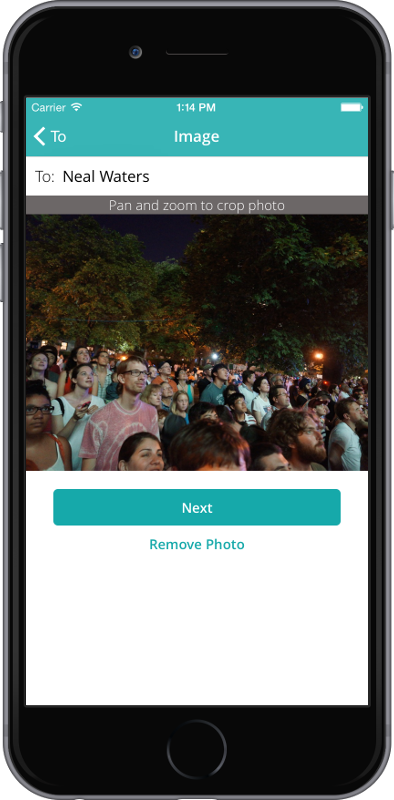 Carrier 1:14 PM
To Image
To: Neal Waters
Pan and zoom to crop photo
Next
Remove Photo